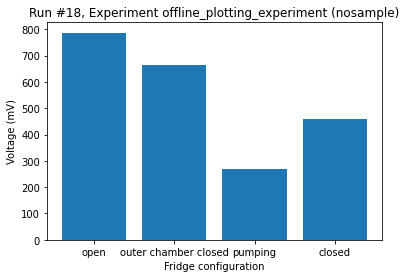 Run #18, Experiment offline_plotting_experiment (nosample)
800
700
600
500
400
300
200
100
0
Voltage (mV)
open outer chamber closed pumping closed
Fridge configuration